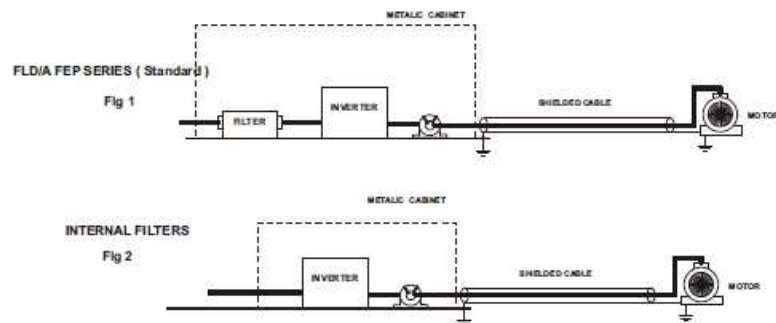 METALIC CABINET
FLD/A FEP SERIES ( Standard )
Fig 1
INVERTER
FILTER
SHIELDED CABLE
MOTOR
METALIC CABINET
INTERNAL FILTERS
Fig 2
INVERTER
SHIELDED CABLE
MOTOR